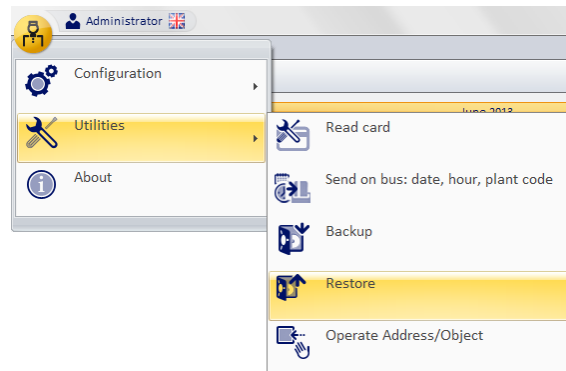 Administrator
Configuration
June 2013
Utilities
Read card
About
Send on bus: date, hour, plant code
Backup
Restore
Operate Address/Object